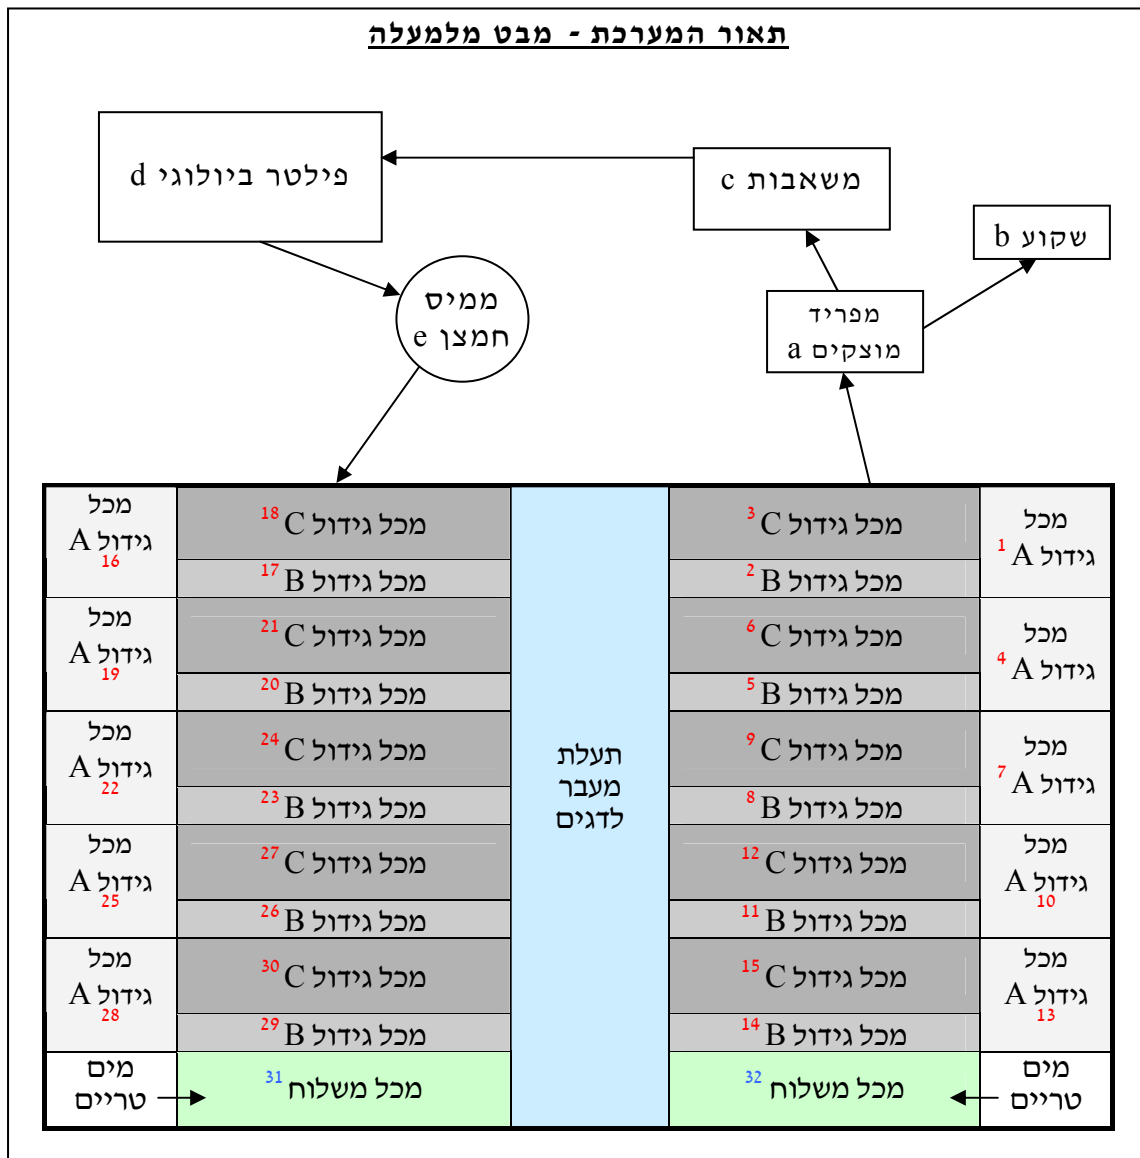 תאור המערכת - מבט מלמעלה
פילטר ביולוגי d
משאבות c
שקוע b
ממיס
חמצן e
מפריד
מוצקים a
מכל
גידול A
1
מכל גידול C 3
מכל גידול B 2
מכל
גידול A
4
מכל גידול C 6
מכל גידול B 5
מכל
גידול A
7
מכל גידול C 9
מכל גידול B 8
מכל
גידול A
10
מכל גידול C 12
מכל גידול B 11
מכל
גידול A
13
מכל גידול C 15
מכל גידול B 14
מים
טריים
מכל משלוח 32
תעלת
מעבר
לדגים
מכל גידול C 18
מכל גידול B 17
מכל
גידול A
16
מכל גידול C 21
מכל גידול B 20
מכל
גידול A
19
מכל גידול C 24
מכל גידול B 23
מכל
גידול A
22
מכל גידול C 27
מכל גידול B 26
מכל
גידול A
25
מכל גידול C 30
מכל גידול B 29
מכל
גידול A
28
מכל משלוח 31
מים
טריים